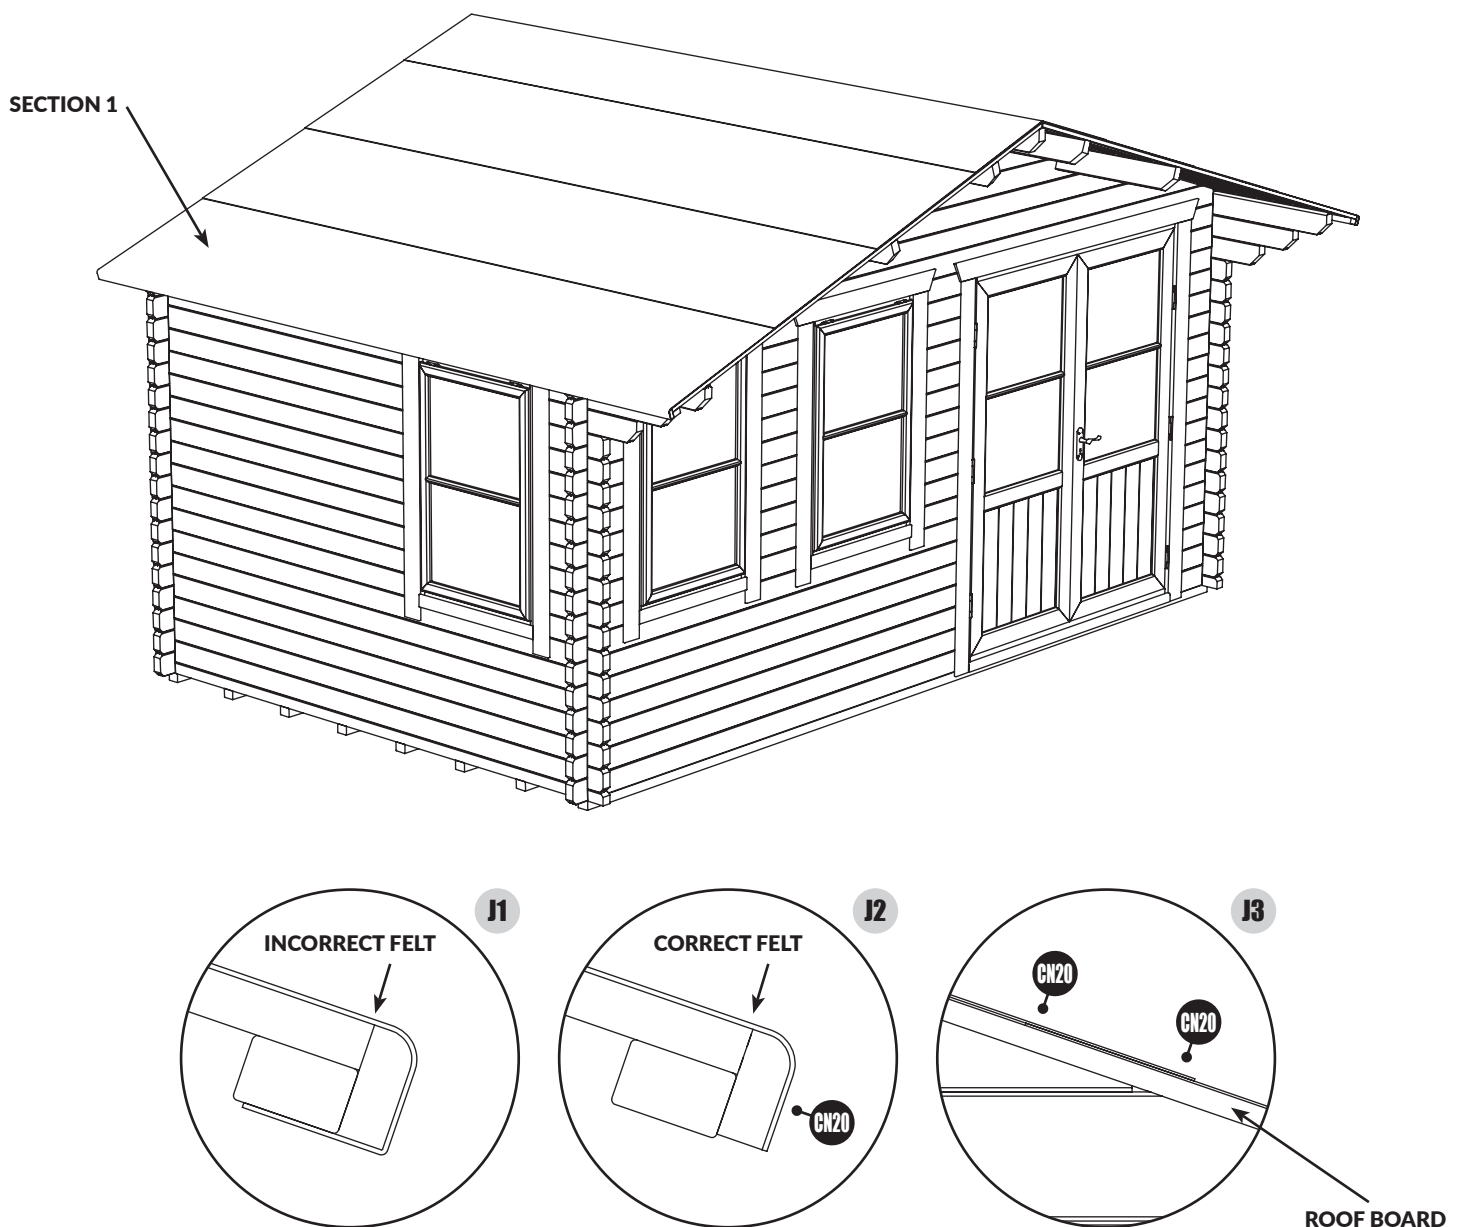 SECTION 1
J1
INCORRECT FELT
J2
CORRECT FELT
CN20
J3
CN20
CN20
ROOF BOARD